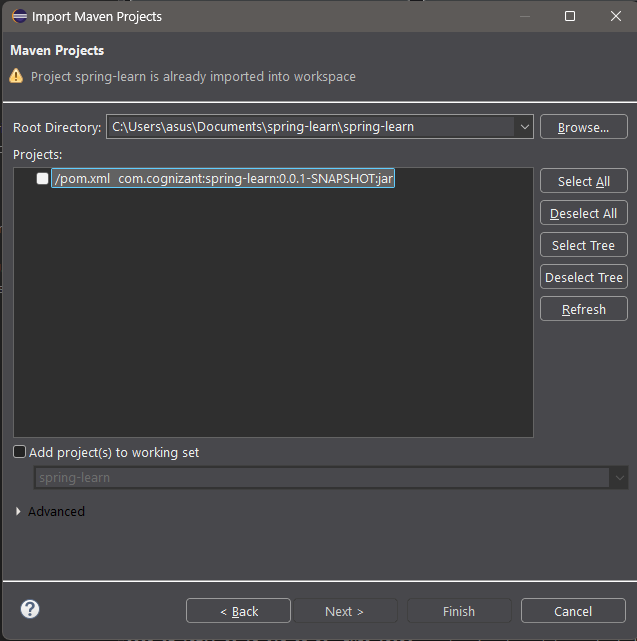 Import Maven Projects
Maven Projects
Project spring-learn is already imported into workspace
Root Directory: C:\Users\asus\Documents\spring-learn\spring-learn Browse...
Projects:
/pom.xml com.cognizant:spring-learn:0.0.1-SNAPSHOT:jar
Select All
Deselect All
Select Tree
Deselect Tree
Refresh
Add project(s) to working set
spring-learn
Advanced
? < Back Next > Finish Cancel